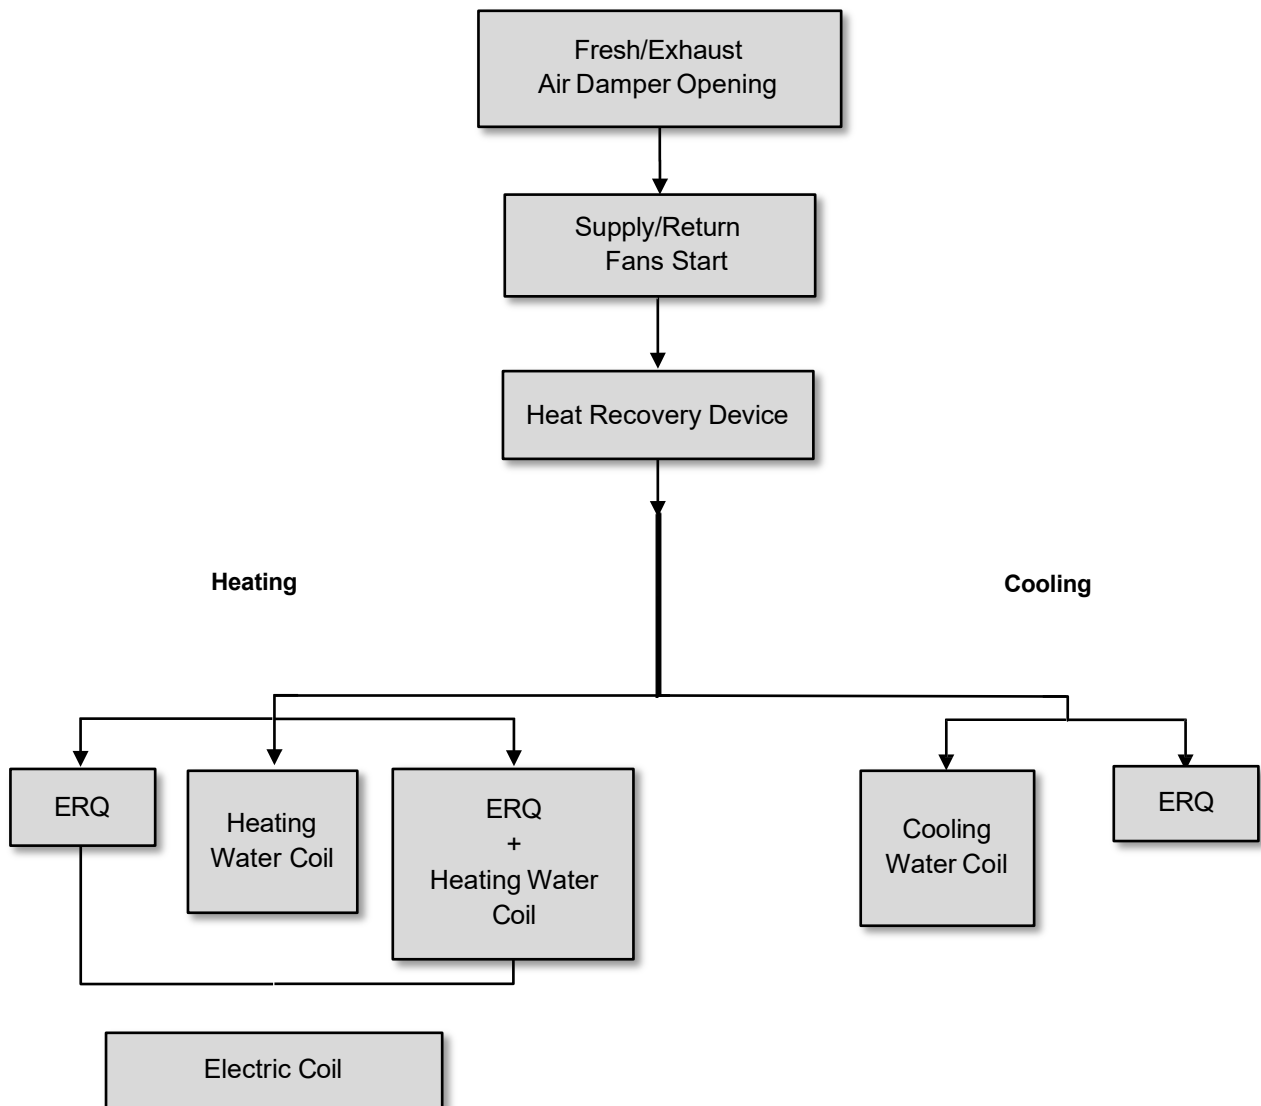 Fresh/Exhaust
Air Damper Opening
Supply/Return
Fans Start
Heat Recovery Device
Heating
Cooling
ERQ
Heating
Water Coil
ERQ
+
Heating Water
Coil
Cooling
Water Coil
ERQ
Electric Coil